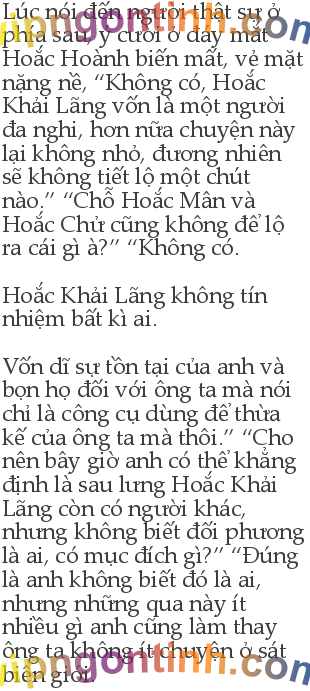 Lúc nói đến người thật sự ở
phía sau, ý cười ở đáy mắt
Hoắc Hoành biến mất, vẻ mặt
nặng nề, “Không có, Hoắc
Khải Lãng vốn là một người
đa nghi, hơn nữa chuyện này
lại không nhỏ, đương nhiên
sẽ không tiết lộ một chút
nào.” “Chỗ Hoắc Mân và
Hoắc Chử cũng không để lộ
ra cái gì à?” “Không có.
Hoắc Khải Lãng không tín
nhiệm bất kì ai.
Vốn dĩ sự tồn tại của anh và
bọn họ đối với ông ta mà nói
chỉ là công cụ dùng để thừa
kế của ông ta mà thôi.” “Cho
nên bây giờ anh có thể khẳng
định là sau lưng Hoắc Khải
Lãng còn có người khác,
nhưng không biết đối phương
là ai, có mục đích gì?” “Đúng
là anh không biết đó là ai,
nhưng những qua này ít
nhiều gì anh cũng làm thay
ông ta không ít chuyện ở sát
biên giới